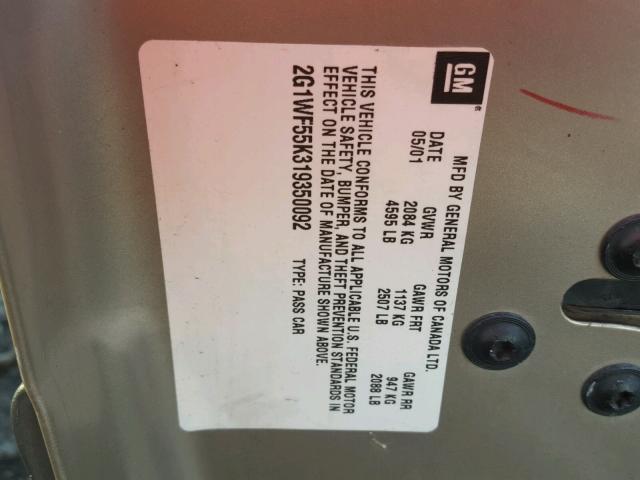 GM
MFD BY GENERAL MOTORS OF CANADA LTD.
DATE GVWR GAWR FRT GAWR RR
05/01 2084 KG 1137 KG 947 KG
4595 LB 2507 LB 2088 LB
THIS VEHICLE CONFORMS TO ALL APPLICABLE U.S. FEDERAL MOTOR
VEHICLE SAFETY, BUMPER, AND THEFT PREVENTION STANDARDS IN
EFFECT ON THE DATE OF MANUFACTURE SHOWN ABOVE.
2G1WF55K319350092 TYPE: PASS CAR